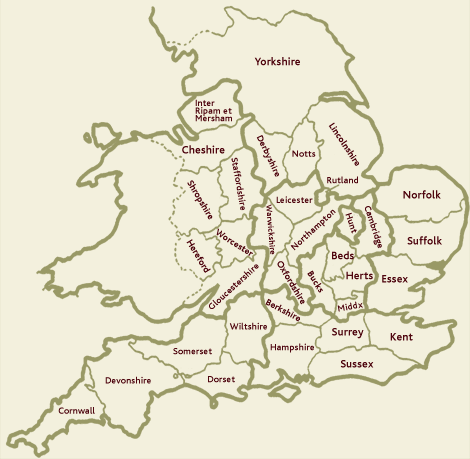 Yorkshire
Inter
Ripam et
Mersham
Cheshire
Derbyshire
Notts
Lincolnshire
Staffordshire
Shropshire
Rutland
Leicester
Norfolk
Warwickshire
Northampton
Hunt
Cambridge
Suffolk
Worcester
Hereford
Gloucestershire
Oxfordshire
Bucks
Beds
Herts
Essex
Middx
Berkshire
Wiltshire
Hampshire
Surrey
Kent
Sussex
Somerset
Dorset
Devonshire
Cornwall